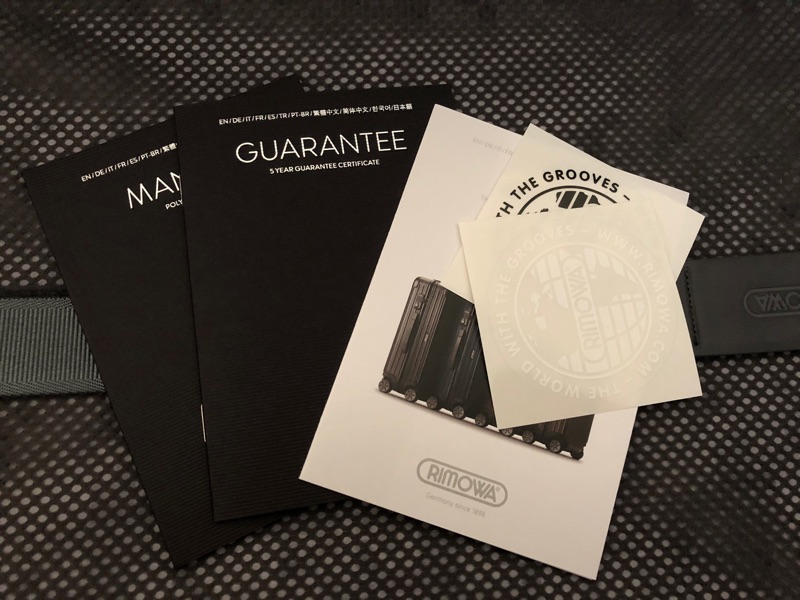 EN/DE/IT/FR/ES/PT-BR/繁體
MAN
POLY
EN/DE/IT/FR/ES/TR/PT-BR/繁體中文/简体中文/한국어/日本語
GUARANTEE
5 YEAR GUARANTEE CERTIFICATE
RIMOWA
Germany since 1898
TH THE GROOVES –
THE WORLD WITH THE GROOVES – WWW.RIMOWA.COM –
RIMOWA
RIMOWA